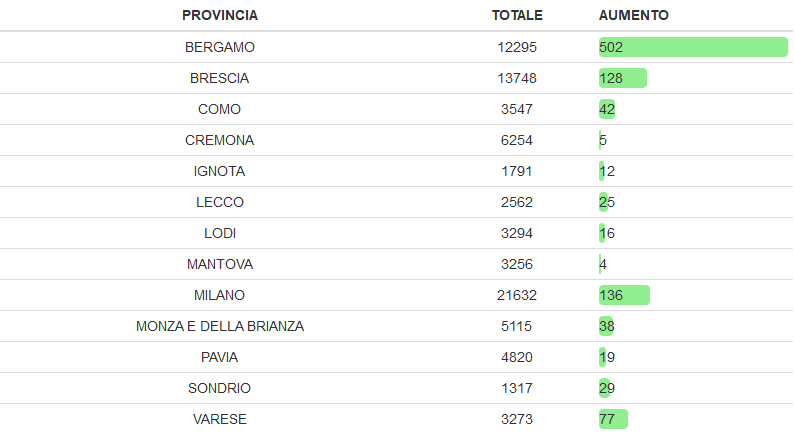 PROVINCIA TOTALE AUMENTO
BERGAMO 12295 502
BRESCIA 13748 128
COMO 3547 42
CREMONA 6254 5
IGNOTA 1791 12
LECCO 2562 25
LODI 3294 16
MANTOVA 3256 4
MILANO 21632 136
MONZA E DELLA BRIANZA 5115 38
PAVIA 4820 19
SONDRIO 1317 29
VARESE 3273 77